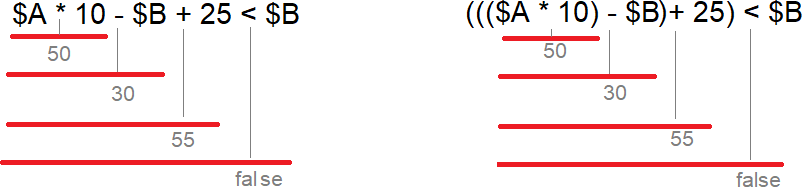 $A * 10 - $B + 25 < $B
50
30
55
false
((($A * 10) - $B)+ 25) < $B
50
30
55
false